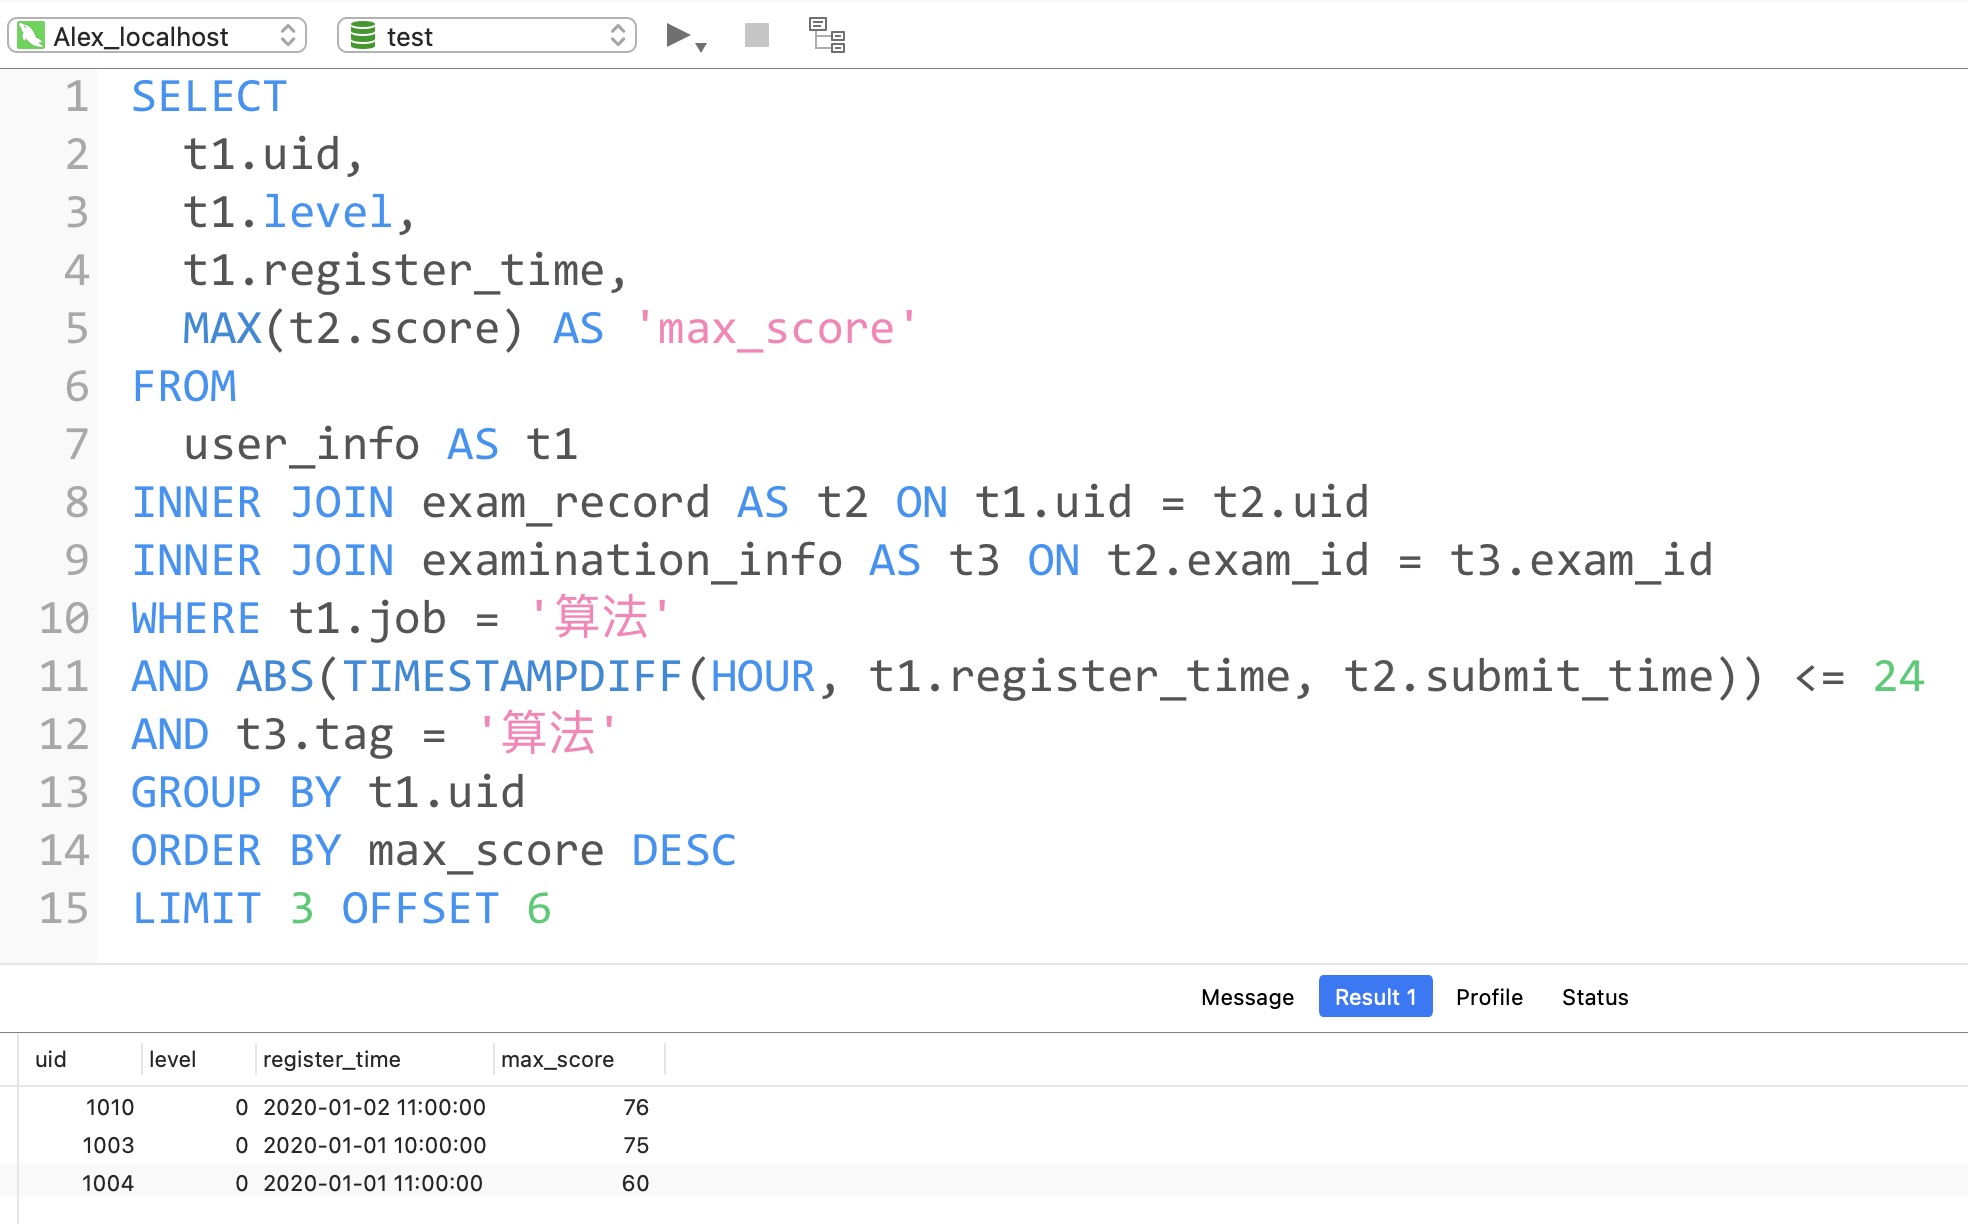 Alex_localhost test
1 SELECT
2 t1.uid,
3 t1.level,
4 t1.register_time,
5 MAX(t2.score) AS 'max_score'
6 FROM
7 user_info AS t1
8 INNER JOIN exam_record AS t2 ON t1.uid = t2.uid
9 INNER JOIN examination_info AS t3 ON t2.exam_id = t3.exam_id
10 WHERE t1.job = '算法'
11 AND ABS(TIMESTAMPDIFF(HOUR, t1.register_time, t2.submit_time)) <= 24
12 AND t3.tag = '算法'
13 GROUP BY t1.uid
14 ORDER BY max_score DESC
15 LIMIT 3 OFFSET 6
Message Result 1 Profile Status
uid level register_time max_score
1010 0 2020-01-02 11:00:00 76
1003 0 2020-01-01 10:00:00 75
1004 0 2020-01-01 11:00:00 60